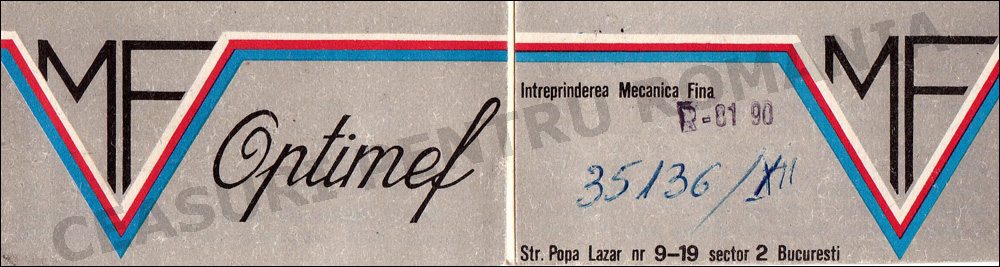 MF
Optimef
Intreprinderea Mecanica Fina
R-81 90
35136/XII
Str. Popa Lazar nr 9-19 sector 2 Bucuresti
MF
CEASURI PENTRU ROMANIA